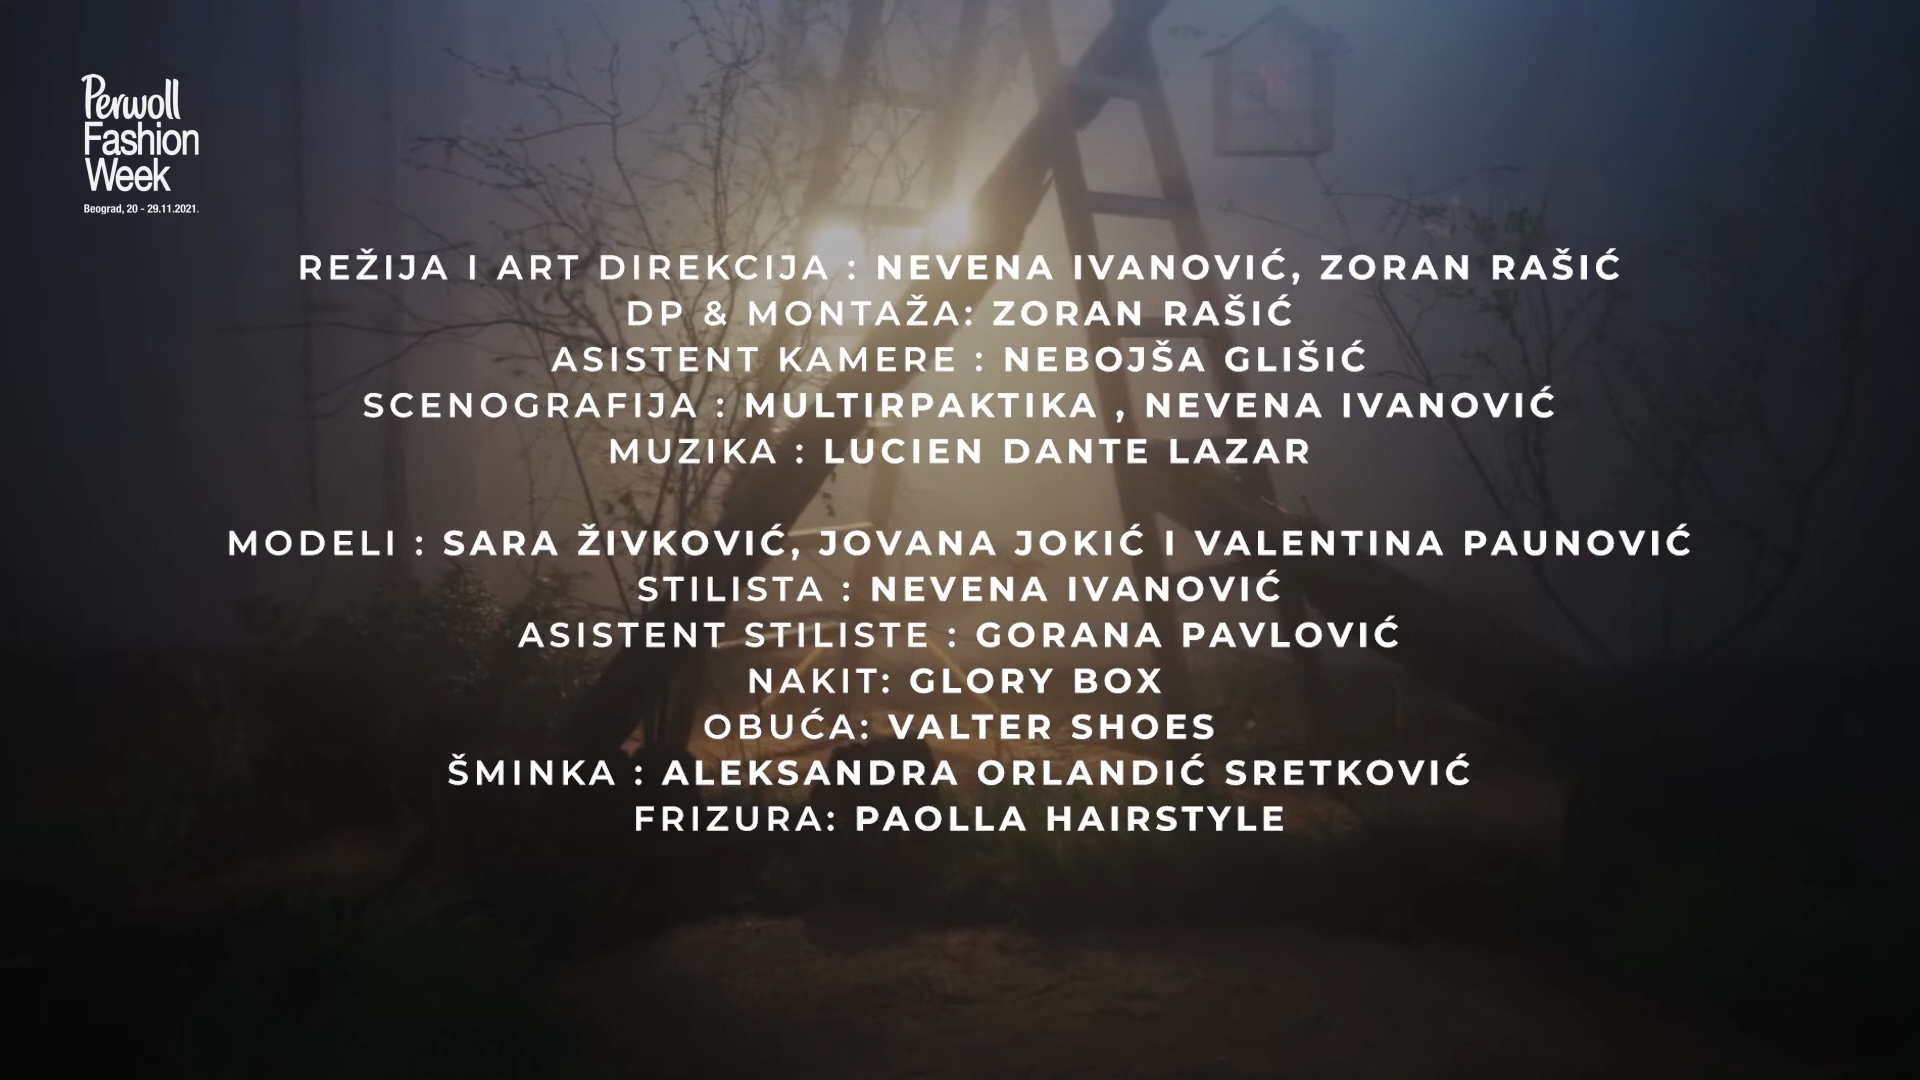 Perwoll
Fashion
Week
Beograd, 20 - 29.11.2021.
REŽIJA I ART DIREKCIJA : NEVENA IVANOVIĆ, ZORAN RAŠIĆ
DP & MONTAŽA: ZORAN RAŠIĆ
ASISTENT KAMERE : NEBOJŠA GLIŠIĆ
SCENOGRAFIJA : MULTIRPAKTIKA , NEVENA IVANOVIĆ
MUZIKA : LUCIEN DANTE LAZAR
MODELI : SARA ŽIVKOVIĆ, JOVANA JOKIĆ I VALENTINA PAUNOVIĆ
STILISTA : NEVENA IVANOVIĆ
ASISTENT STILISTE : GORANA PAVLOVIĆ
NAKIT: GLORY BOX
OBUĆA: VALTER SHOES
ŠMINKA : ALEKSANDRA ORLANDIĆ SRETKOVIĆ
FRIZURA: PAOLLA HAIRSTYLE